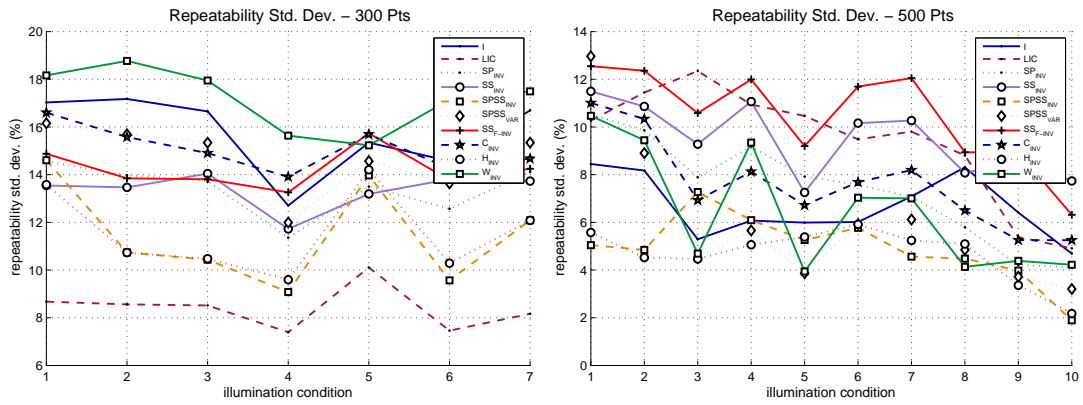 Repeatability Std. Dev. − 300 Pts
repeatability std. dev. (%)
20
18
16
14
12
10
8
6
1 2 3 4 5 6 7
illumination condition
I
LIC
SP_INV
SS_INV
SPSS_INV
SPSS_VAR
SS_F−INV
C_INV
H_INV
W_INV
Repeatability Std. Dev. − 500 Pts
repeatability std. dev. (%)
14
12
10
8
6
4
2
0
1 2 3 4 5 6 7 8 9 10
illumination condition
I
LIC
SP_INV
SS_INV
SPSS_INV
SPSS_VAR
SS_F−INV
C_INV
H_INV
W_INV